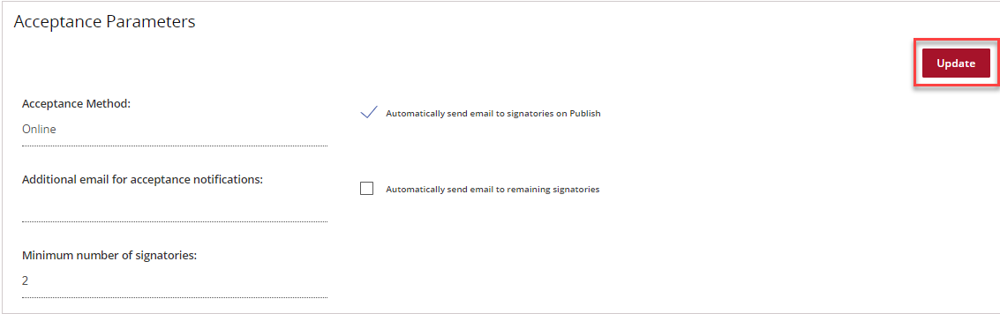 Acceptance Parameters
Update
Acceptance Method:
Automatically send email to signatories on Publish
Online
Additional email for acceptance notifications:
Automatically send email to remaining signatories
Minimum number of signatories:
2